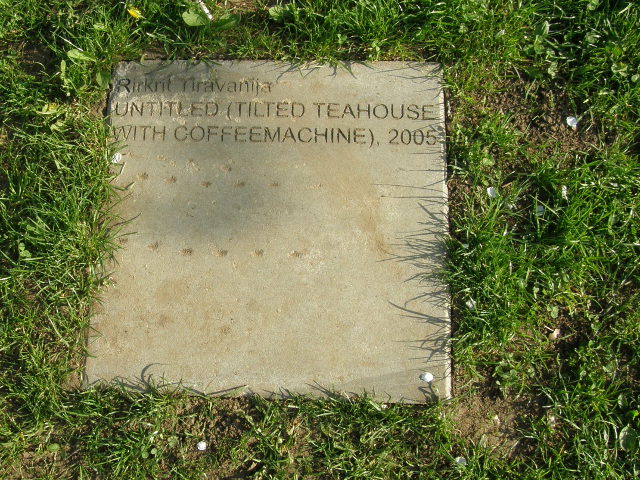 Rirkrit Tiravanija
UNTITLED (TILTED TEAHOUSE
WITH COFFEEMACHINE), 2005